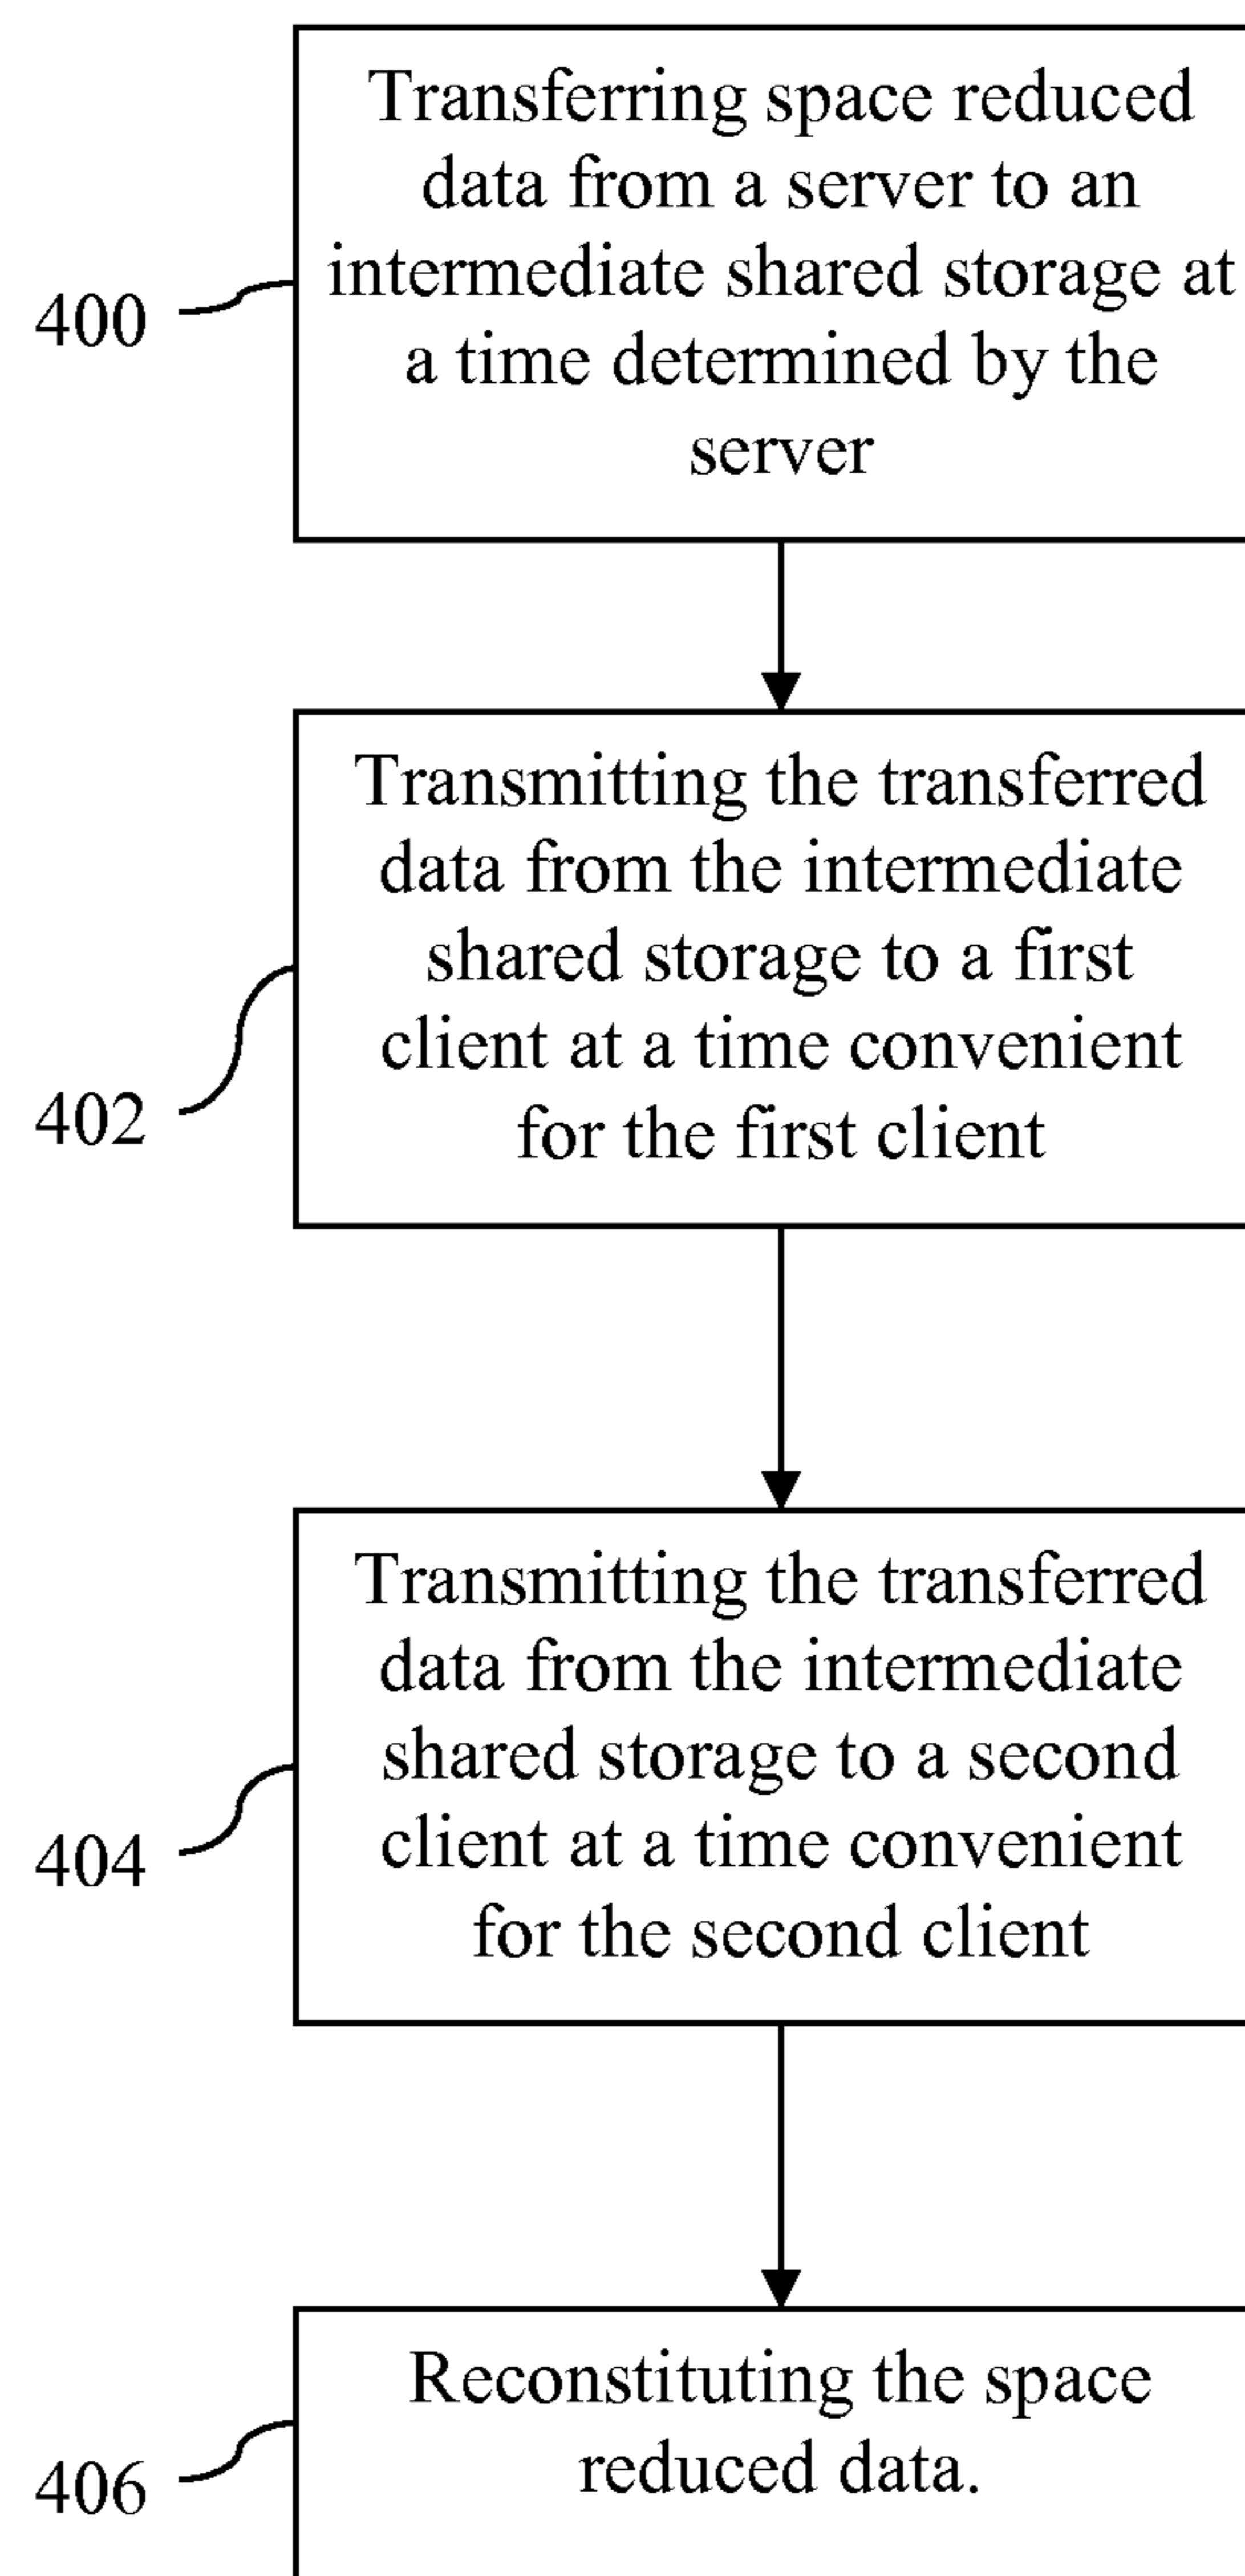 Transferring space reduced
data from a server to an
intermediate shared storage at
a time determined by the
server
400
Transmitting the transferred
data from the intermediate
shared storage to a first
client at a time convenient
for the first client
402
Transmitting the transferred
data from the intermediate
shared storage to a second
client at a time convenient
for the second client
404
Reconstituting the space
reduced data.
406